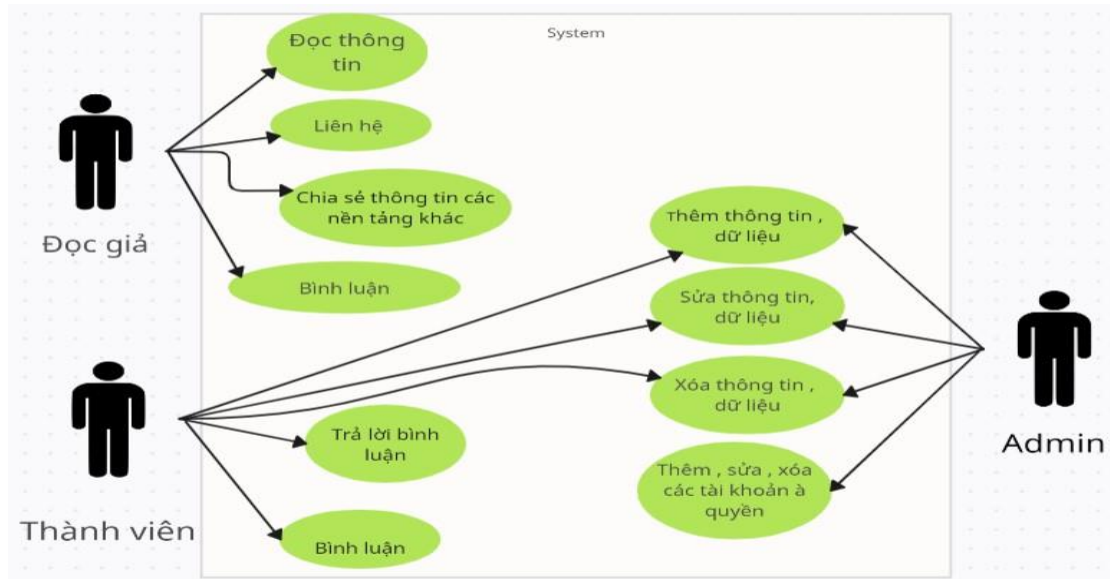 System
Đọc thông
tin
Liên hệ
Chia sẻ thông tin các
nền tảng khác
Bình luận
Đọc giả
Thêm thông tin ,
dữ liệu
Sửa thông tin,
dữ liệu
Xóa thông tin ,
dữ liệu
Thêm , sửa , xóa
các tài khoản à
quyền
Admin
Trả lời bình
luận
Bình luận
Thành viên